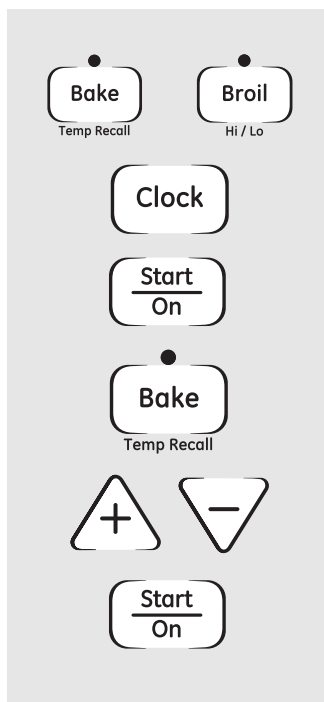 Bake
Broil
Temp Recall
Hi / Lo
Clock
Start
On
Bake
Temp Recall
+
−
Start
On